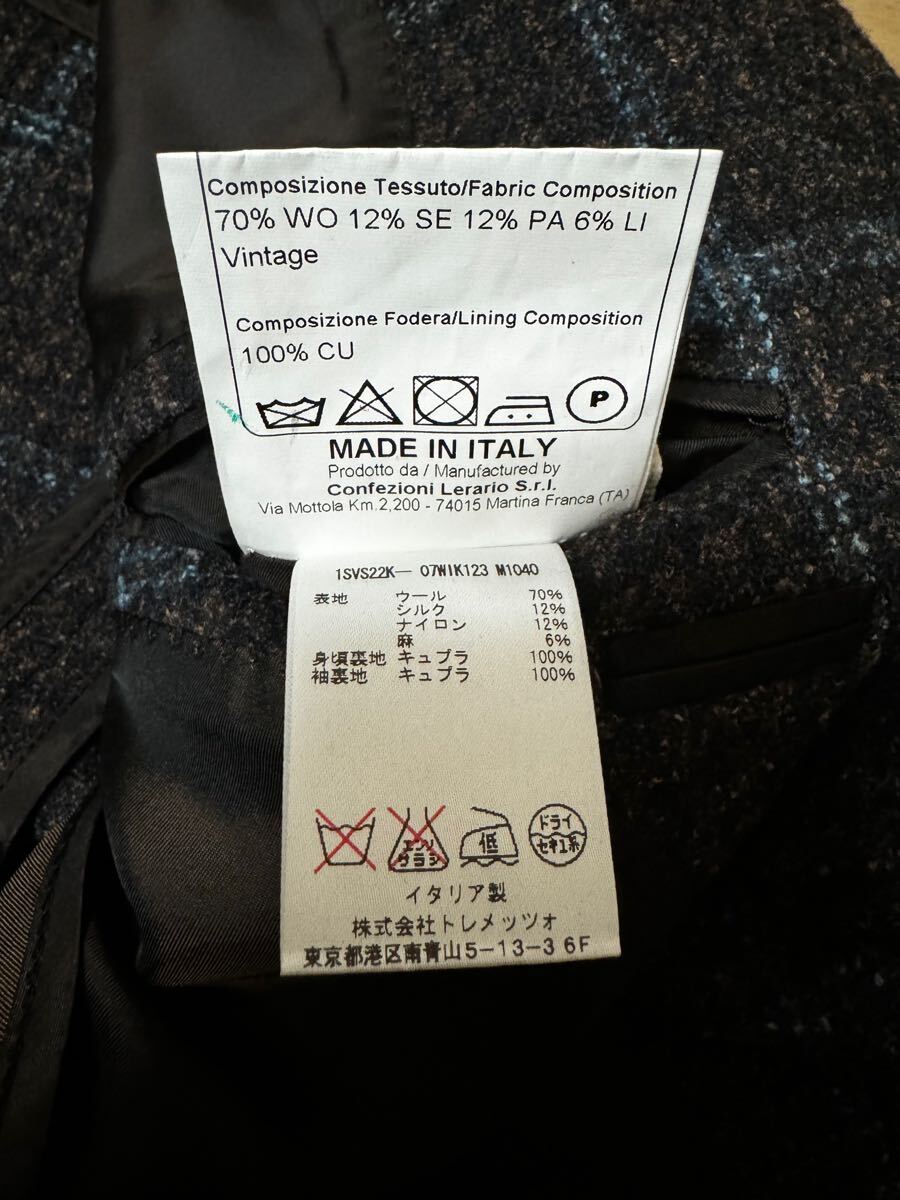 Composizione Tessuto/Fabric Composition
70% WO 12% SE 12% PA 6% LI
Vintage
Composizione Fodera/Lining Composition
100% CU
P
MADE IN ITALY
Prodotto da / Manufactured by
Confezioni Lerario S.r.l.
Via Mottola Km.2,200 - 74015 Martina Franca (TA)
1SVS22K— 07WIK123 M1040
表地 ウール 70%
シルク 12%
ナイロン 12%
麻 6%
身頃裏地 キュプラ 100%
袖裏地 キュプラ 100%
エンソ
サラシ
低
ドライ
セキユ系
イタリア製
株式会社トレメッツォ
東京都港区南青山5-13-3 6F